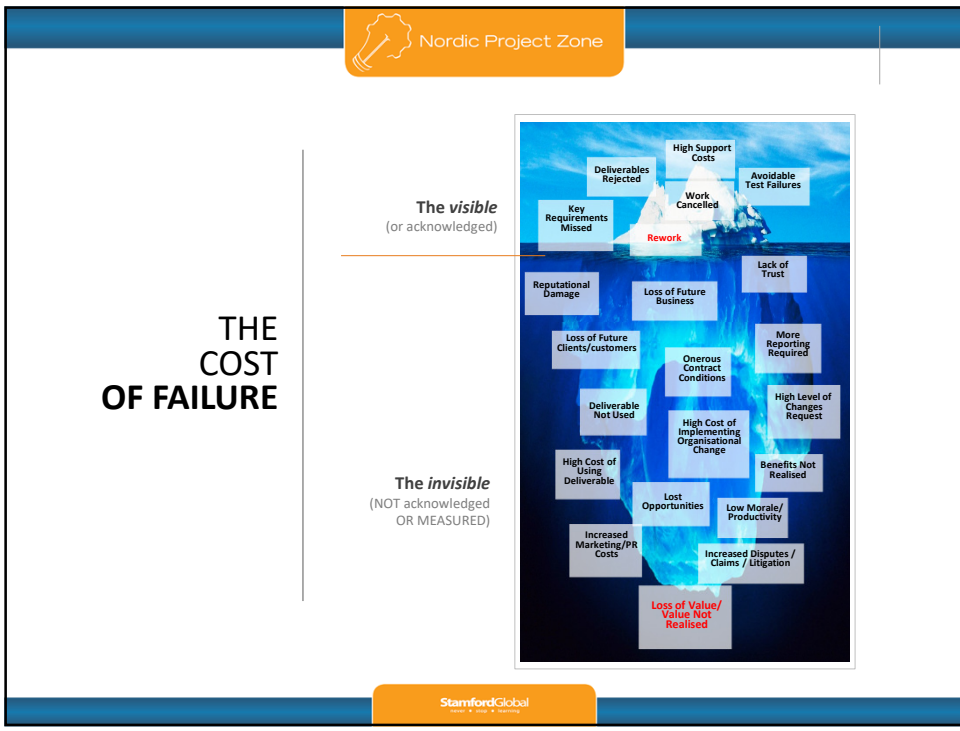 Nordic Project Zone
High Support
Costs
Deliverables
Rejected
Avoidable
Test Failures
Work
Cancelled
Key
Requirements
Missed
Rework
The visible
(or acknowledged)
Lack of
Trust
Reputational
Damage
Loss of Future
Business
THE
COST
OF FAILURE
Loss of Future
Clients/customers
More
Reporting
Required
Onerous
Contract
Conditions
High Level of
Changes
Request
Deliverable
Not Used
High Cost of
Implementing
Organisational
Change
High Cost of
Using
Deliverable
Benefits Not
Realised
The invisible
(NOT acknowledged
OR MEASURED)
Lost
Opportunities
Low Morale/
Productivity
Increased
Marketing/PR
Costs
Increased Disputes /
Claims / Litigation
Loss of Value/
Value Not
Realised
StamfordGlobal
never • stop • learning